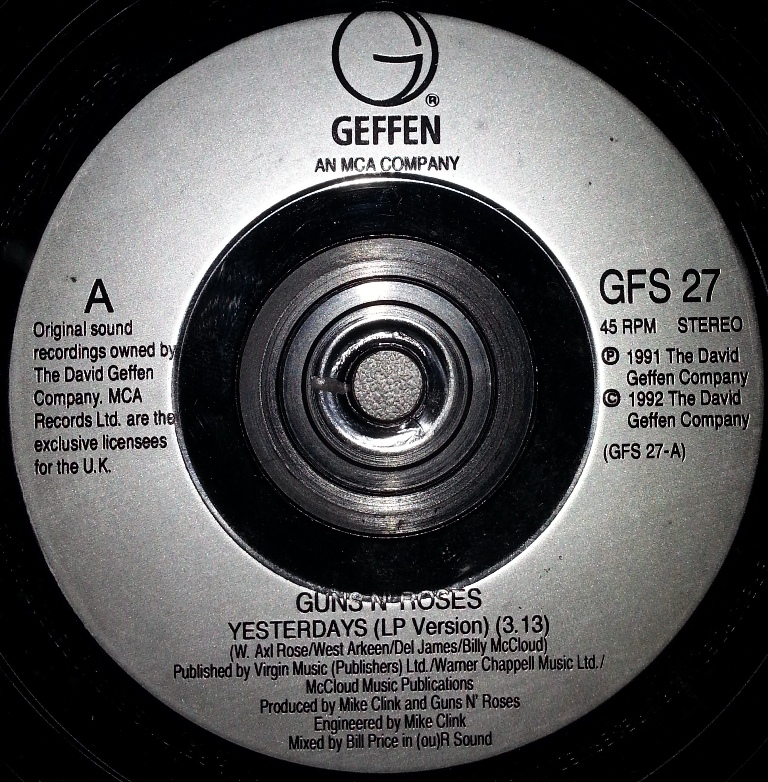 G ®
GEFFEN
AN MCA COMPANY
A
Original sound
recordings owned by
The David Geffen
Company. MCA
Records Ltd. are the
exclusive licensees
for the U.K.
GFS 27
45 RPM STEREO
℗ 1991 The David
Geffen Company
© 1992 The David
Geffen Company
(GFS 27-A)
GUNS N' ROSES
YESTERDAYS (LP Version) (3.13)
(W. Axl Rose/West Arkeen/Del James/Billy McCloud)
Published by Virgin Music (Publishers) Ltd./Warner Chappell Music Ltd./
McCloud Music Publications
Produced by Mike Clink and Guns N' Roses
Engineered by Mike Clink
Mixed by Bill Price in (ou)R Sound